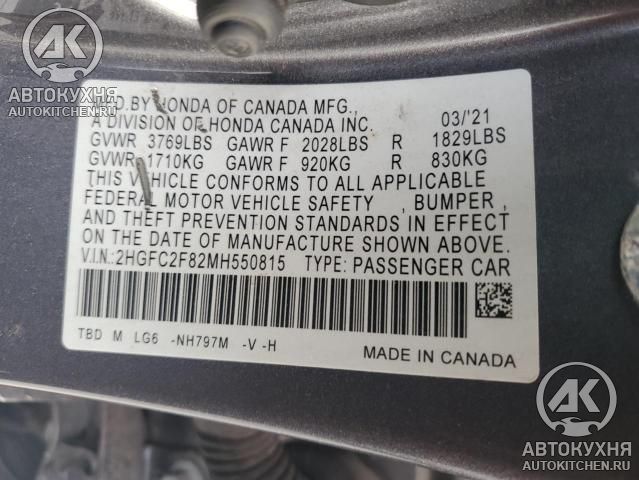 АВТОКУХНЯ
AUTOKITCHEN.RU
АВТОКУХНЯ
AUTOKITCHEN.RU
BY HONDA OF CANADA MFG.,
A DIVISION OF HONDA CANADA INC 03/'21
GVWR 3769LBS GAWR F 2028LBS R 1829LBS
GVWR 1710KG GAWR F 920KG R 830KG
THIS VEHICLE CONFORMS TO ALL APPLICABLE
FEDERAL MOTOR VEHICLE SAFETY , BUMPER ,
AND THEFT PREVENTION STANDARDS IN EFFECT
ON THE DATE OF MANUFACTURE SHOWN ABOVE.
V.I.N.:2HGFC2F82MH550815 TYPE: PASSENGER CAR
TBD M LG6 -NH797M -V -H
MADE IN CANADA
АВТОКУХНЯ
AUTOKITCHEN.RU